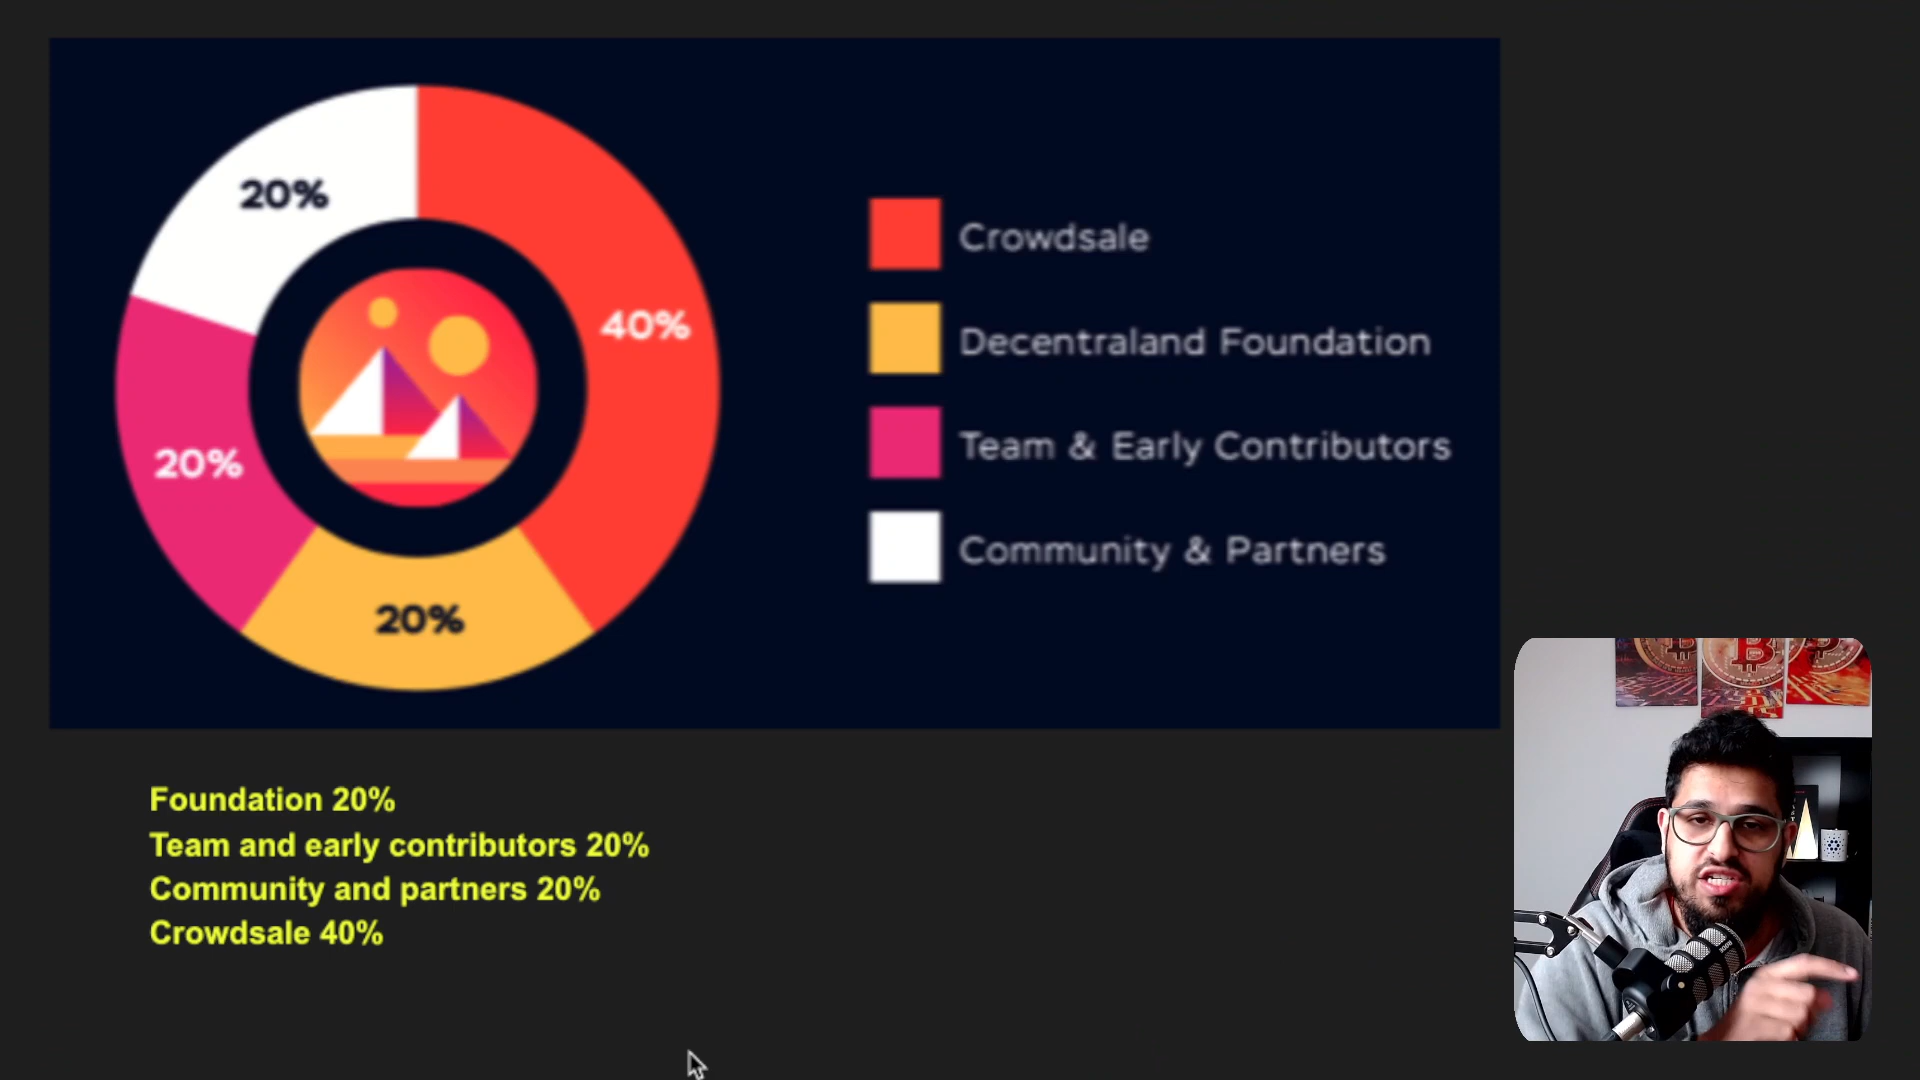 20%
40%
20%
20%
Crowdsale
Decentraland Foundation
Team & Early Contributors
Community & Partners
Foundation 20%
Team and early contributors 20%
Community and partners 20%
Crowdsale 40%